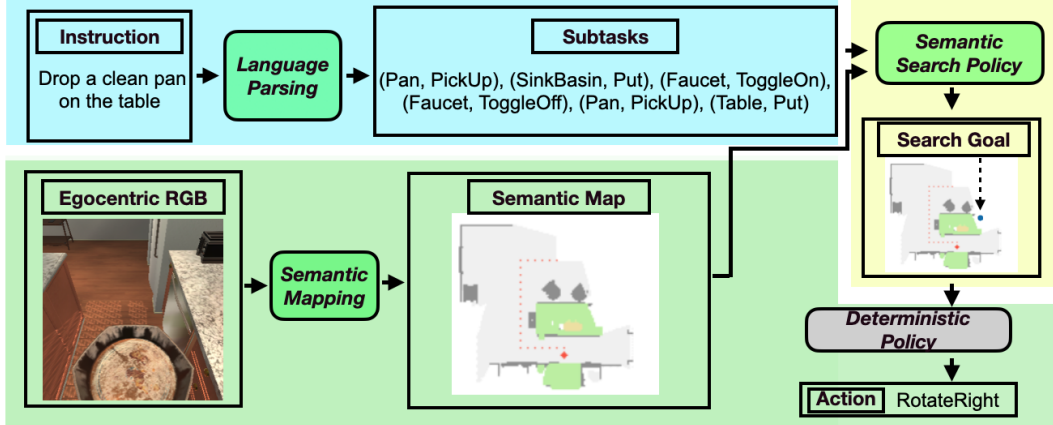 Instruction
Drop a clean pan
on the table
Language
Parsing
Subtasks
(Pan, PickUp), (SinkBasin, Put), (Faucet, ToggleOn),
(Faucet, ToggleOff), (Pan, PickUp), (Table, Put)
Semantic
Search Policy
Search Goal
Egocentric RGB
Semantic
Mapping
Semantic Map
Deterministic
Policy
Action
RotateRight